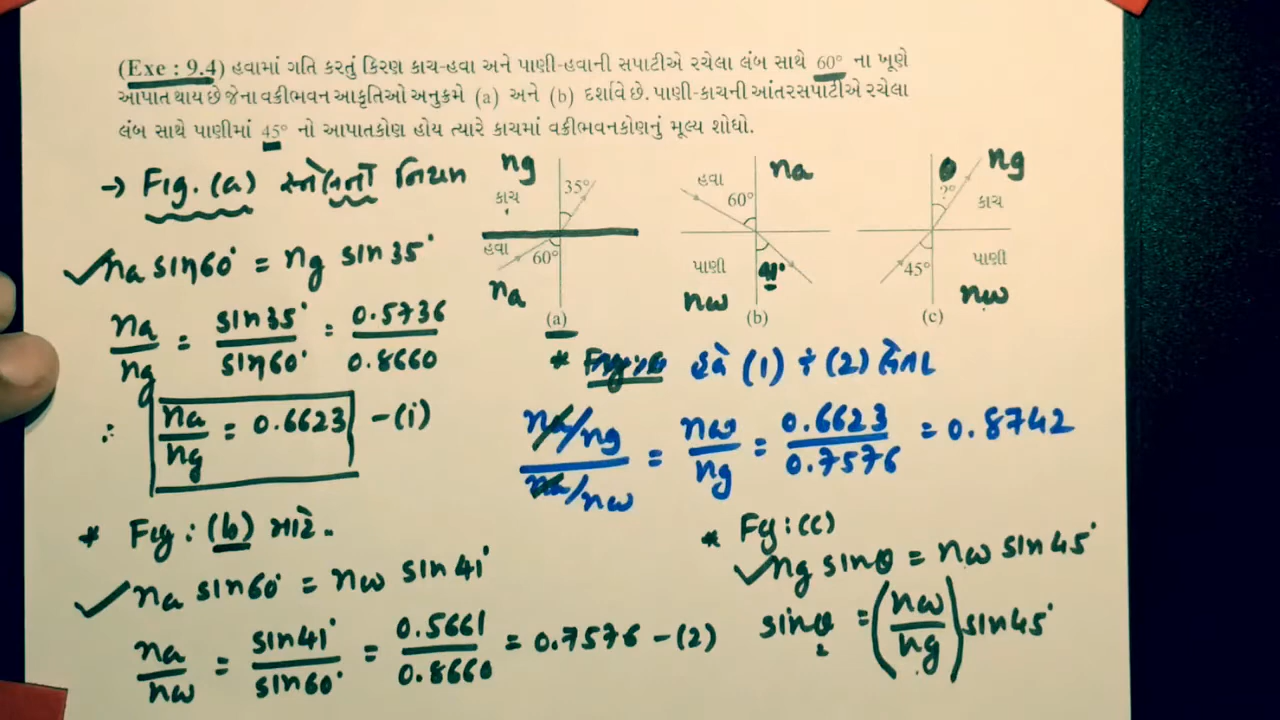 (Exe : 9.4) હવામાં ગતિ કરતું કિરણ કાચ-હવા અને પાણી-હવાની સપાટીએ રચેલા લંબ સાથે 60° ના ખૂણે
આપાત થાય છે જેના વક્રીભવન આકૃતિઓ અનુક્રમે (a) અને (b) દર્શાવે છે. પાણી-કાચની આંતરસપાટીએ રચેલા
લંબ સાથે પાણીમાં 45° નો આપાતકોણ હોય ત્યારે કાચમાં વક્રીભવનકોણનું મૂલ્ય શોધો.
→ Fig. (a) સ્નેલનો નિયમ
na sin60° = ng sin 35°
na/ng = sin35°/sin60° = 0.5736/0.8660
∴ na/ng = 0.6623 -(i)
* Fig : (b) માટે.
na sin60° = nw sin 41°
na/nw = sin41°/sin60° = 0.5661/0.8660 = 0.7576 -(2)
ng
કાચ
35°
હવા
60°
na
(a)
હવા
na
60°
પાણી
41°
nw
(b)
θ
ng
?°
કાચ
45°
પાણી
nw
(c)
* હવે (1) ÷ (2) લેતા
na/ng / na/nw = nw/ng = 0.6623/0.7576 = 0.8742
* Fig : (c)
ng sinθ = nw sin45°
sinθ = (nw/ng) sin45°